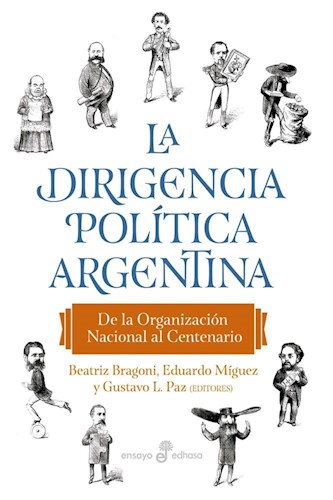 LA
DIRIGENCIA
POLÍTICA
ARGENTINA
De la Organización
Nacional al Centenario
Beatriz Bragoni, Eduardo Míguez
y Gustavo L. Paz (EDITORES)
ensayo edhasa